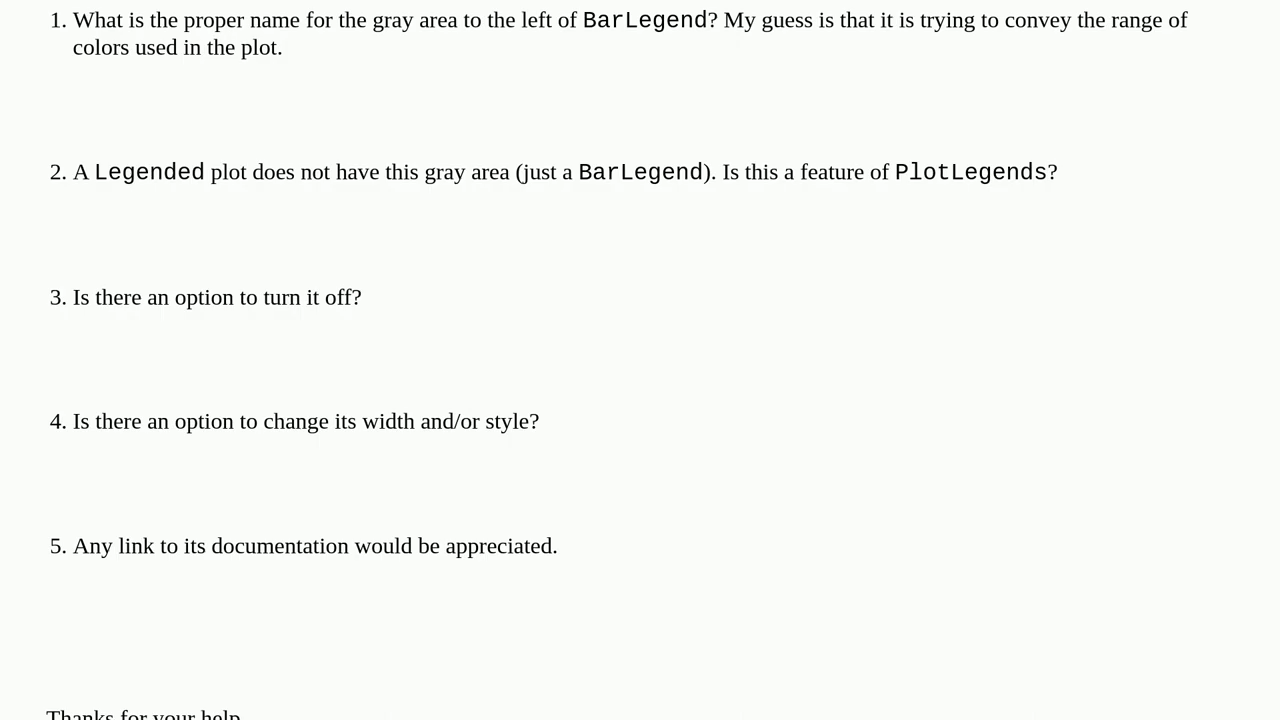 1. What is the proper name for the gray area to the left of BarLegend? My guess is that it is trying to convey the range of
colors used in the plot.
2. A Legended plot does not have this gray area (just a BarLegend). Is this a feature of PlotLegends?
3. Is there an option to turn it off?
4. Is there an option to change its width and/or style?
5. Any link to its documentation would be appreciated.
Thanks for your help